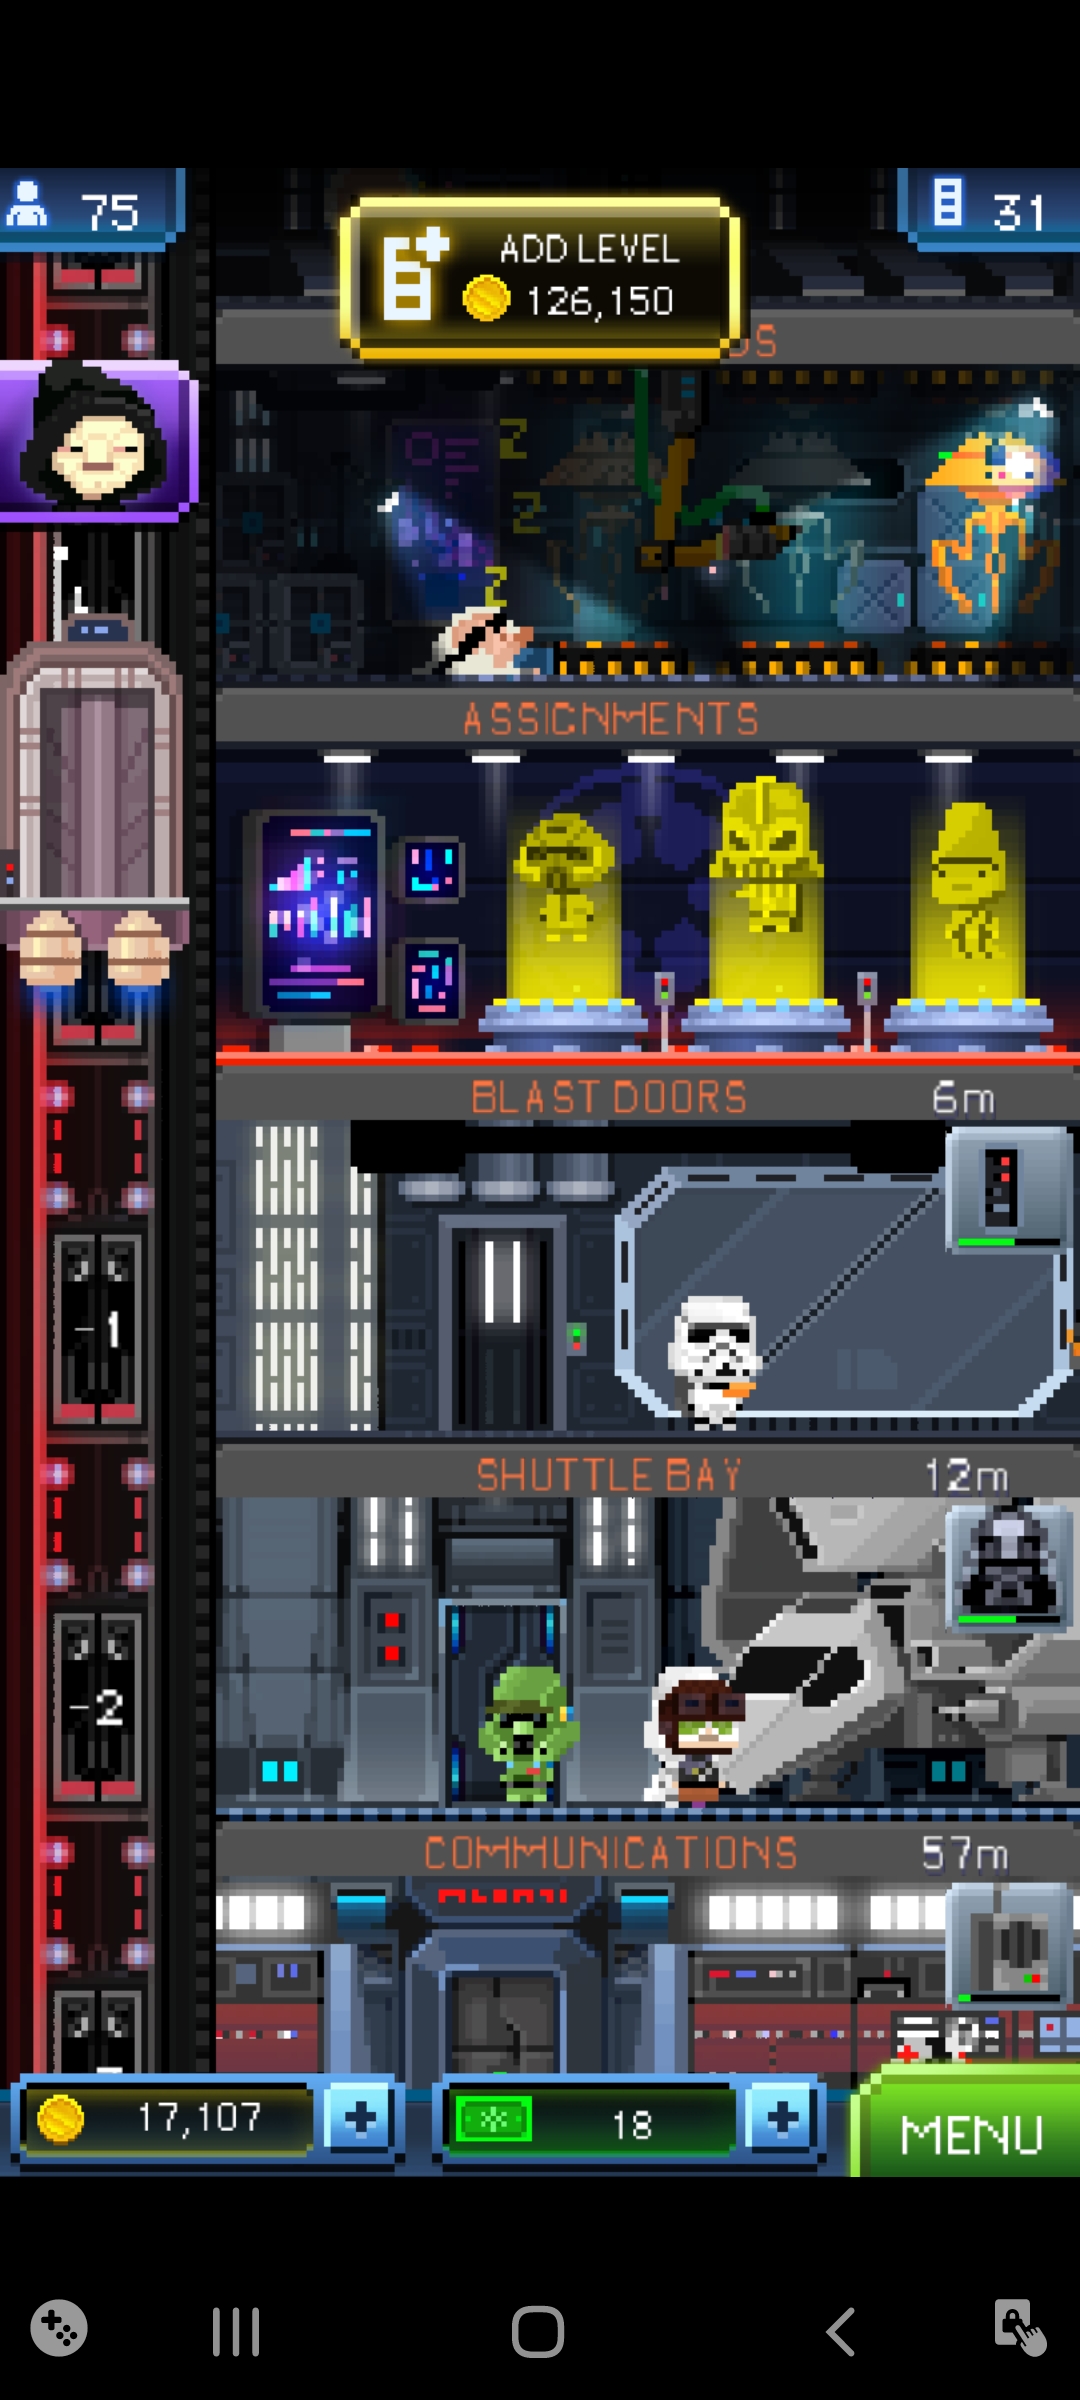 75
ADD LEVEL
126,150
31
DS
Z
Z
Z
ASSIGNMENTS
BLAST DOORS 6m
-1
SHUTTLE BAY 12m
-2
COMMUNICATIONS 57m
17,107
18
MENU